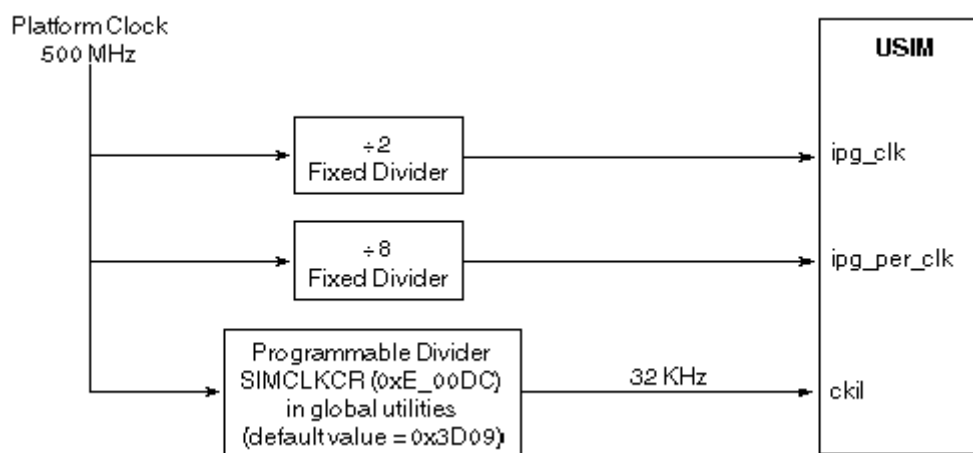 Platform Clock
500 MHz
USIM
÷2
Fixed Divider
ipg_clk
÷8
Fixed Divider
ipg_per_clk
Programmable Divider
SIMCLKCR (0xE_00DC)
in global utilities
(default value = 0x3D09)
32 KHz
ckil